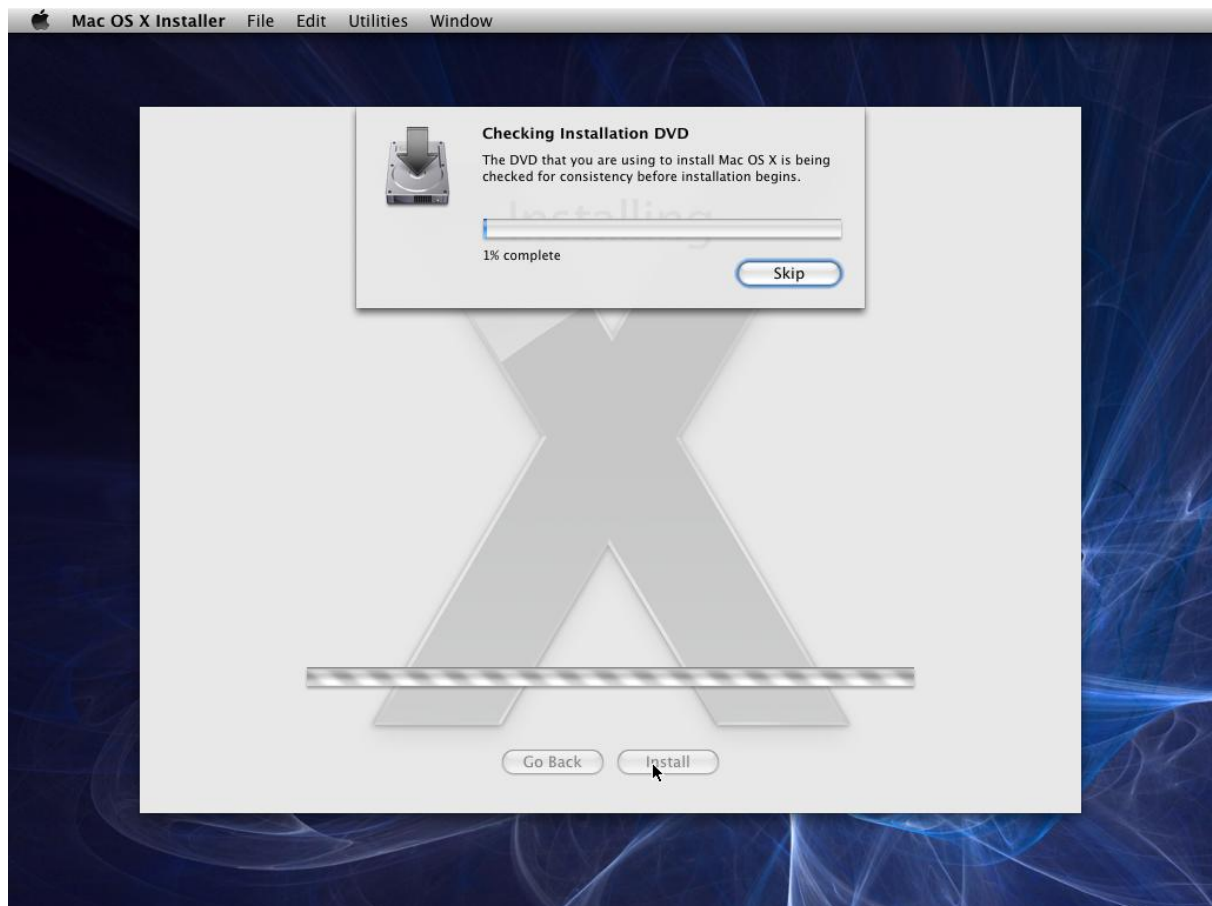 Mac OS X Installer File Edit Utilities Window
Checking Installation DVD
The DVD that you are using to install Mac OS X is being
checked for consistency before installation begins.
Installing
1% complete
Skip
Go Back Install